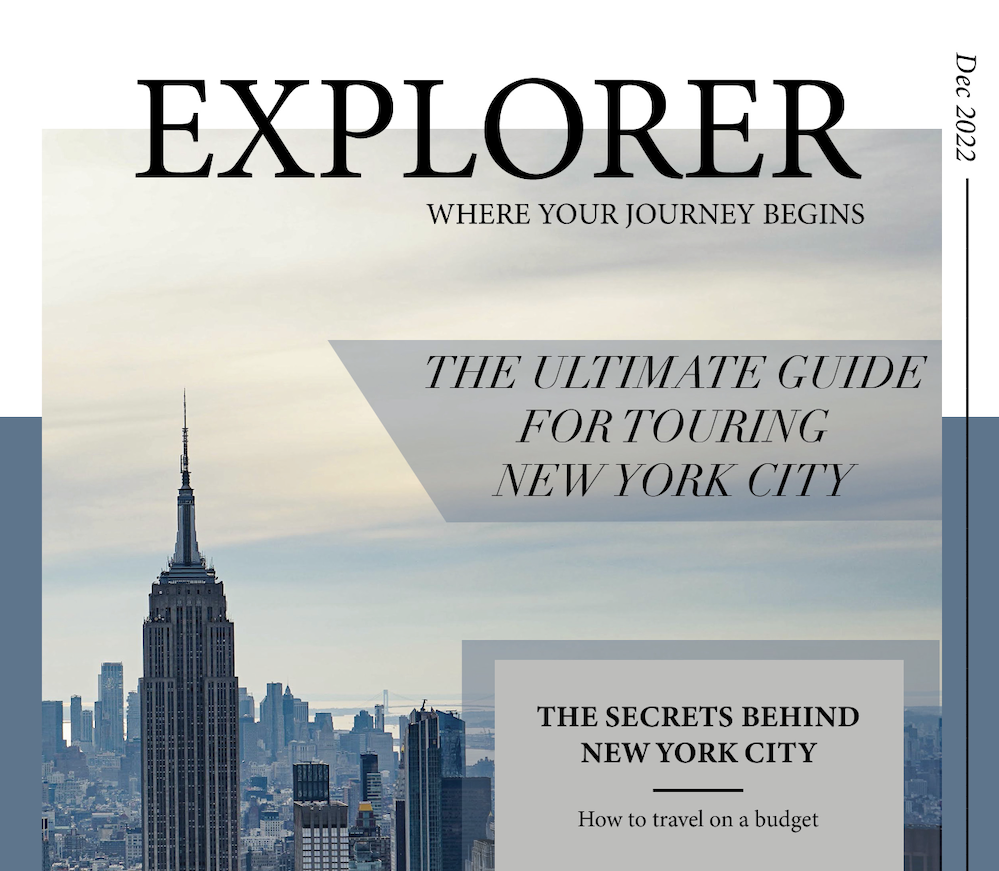 EXPLORER
WHERE YOUR JOURNEY BEGINS
Dec 2022
THE ULTIMATE GUIDE
FOR TOURING
NEW YORK CITY
THE SECRETS BEHIND
NEW YORK CITY
How to travel on a budget